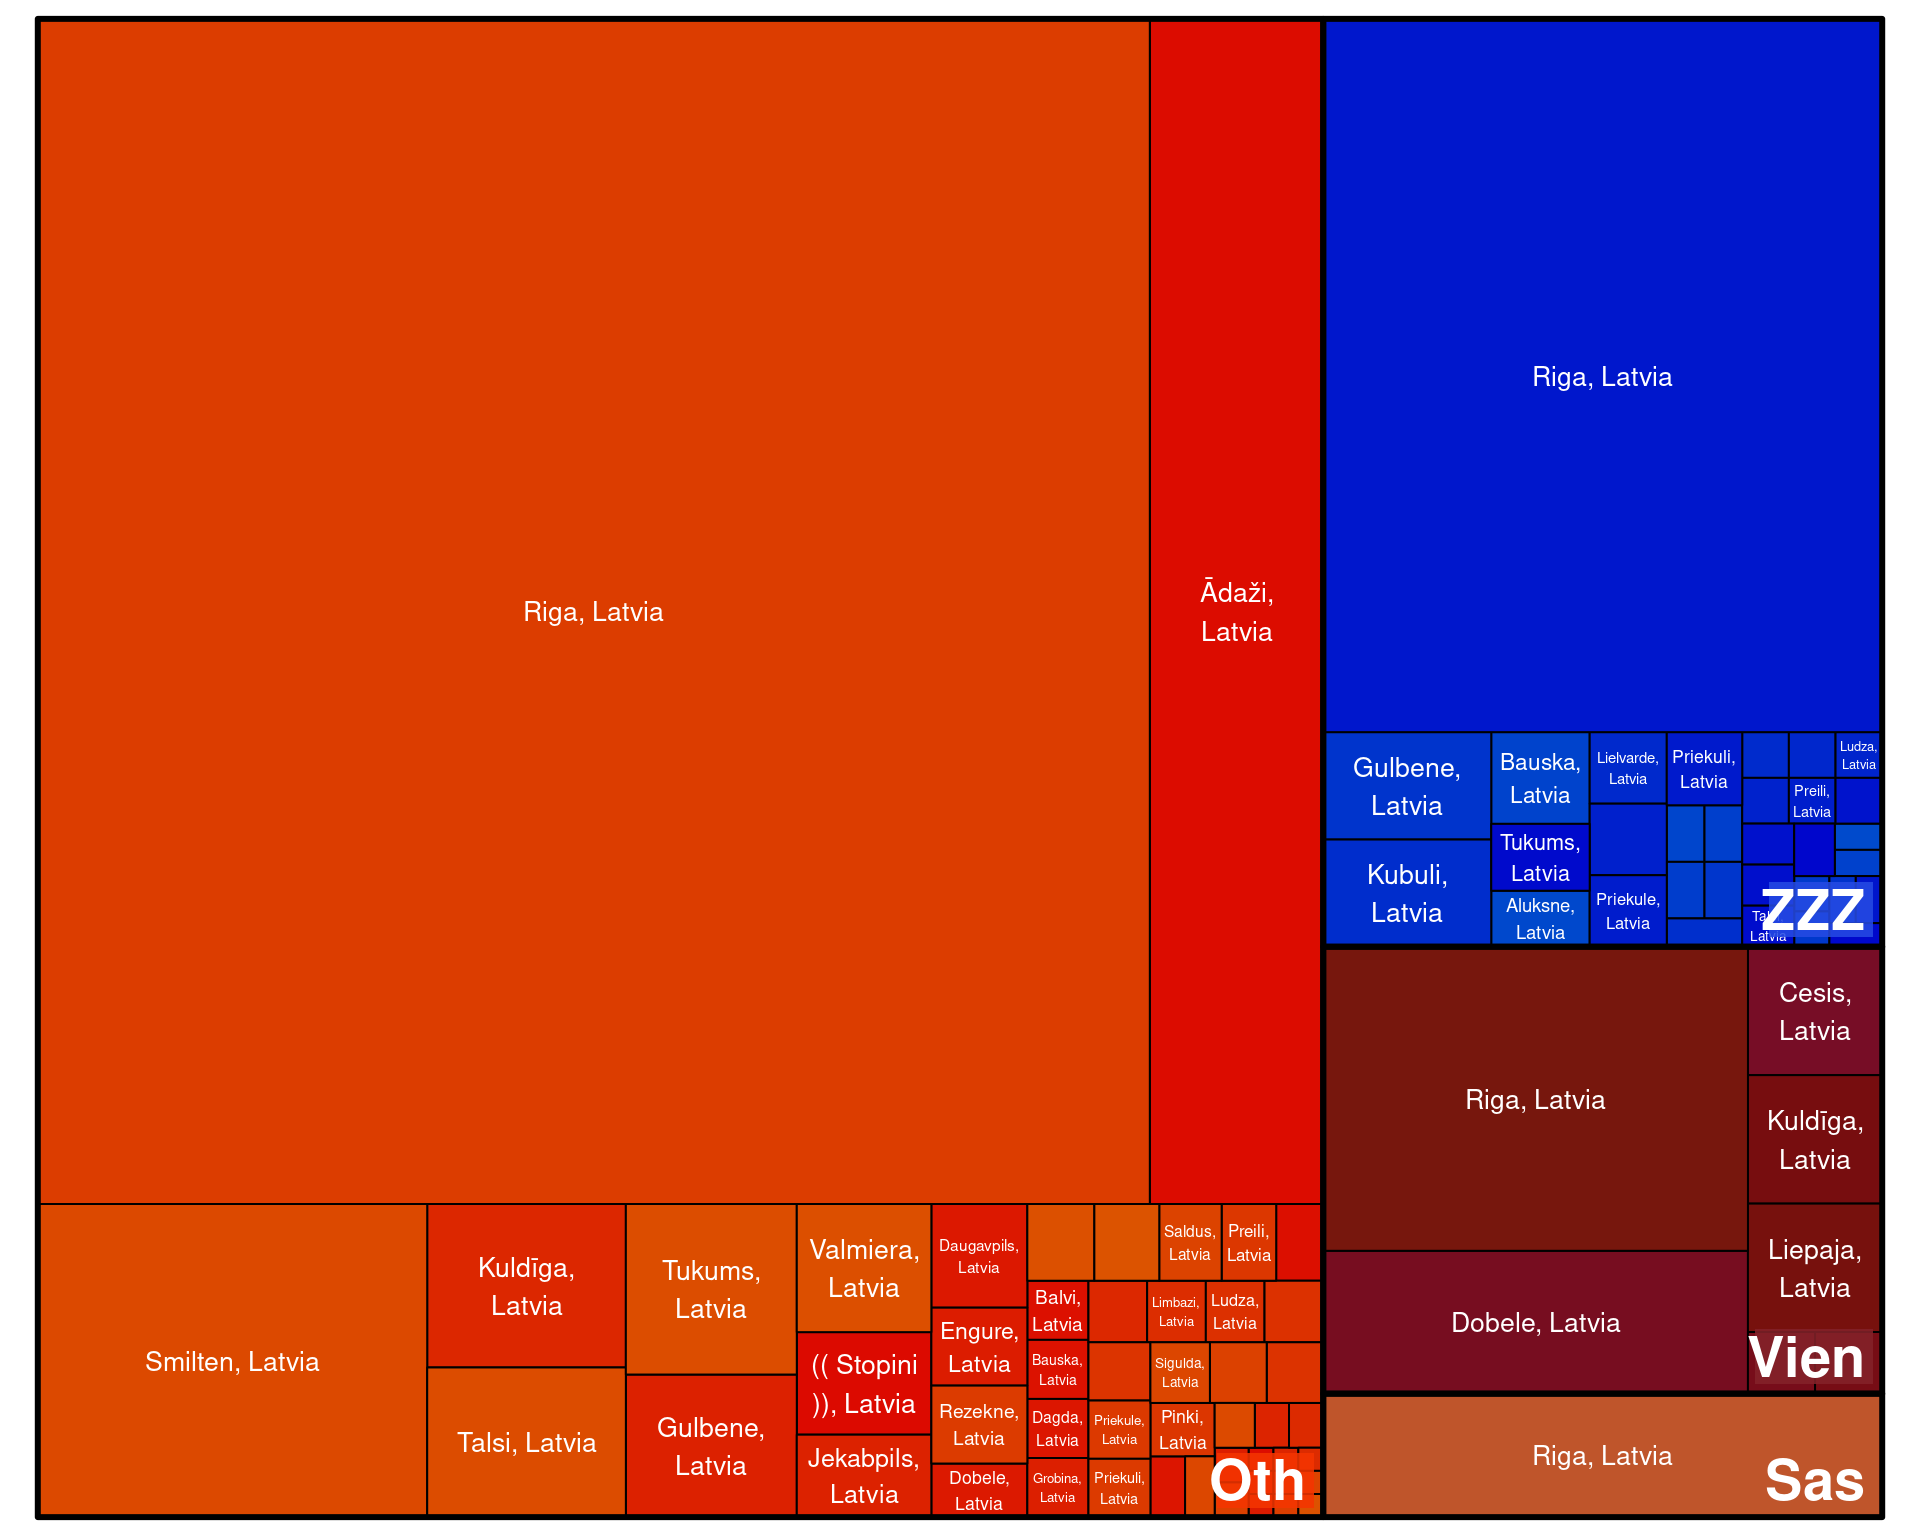 Riga, Latvia
Ādaži,
Latvia
Smilten, Latvia
Kuldīga,
Latvia
Talsi, Latvia
Tukums,
Latvia
Gulbene,
Latvia
Valmiera,
Latvia
(( Stopini
)), Latvia
Jekabpils,
Latvia
Daugavpils,
Latvia
Engure,
Latvia
Rezekne,
Latvia
Dobele,
Latvia
Balvi,
Latvia
Bauska,
Latvia
Dagda,
Latvia
Grobina,
Latvia
Priekule,
Latvia
Priekuli,
Latvia
Saldus,
Latvia
Preili,
Latvia
Limbazi,
Latvia
Ludza,
Latvia
Sigulda,
Latvia
Pinki,
Latvia
Oth
Riga, Latvia
Gulbene,
Latvia
Kubuli,
Latvia
Bauska,
Latvia
Tukums,
Latvia
Aluksne,
Latvia
Lielvarde,
Latvia
Priekule,
Latvia
Priekuli,
Latvia
Ludza,
Latvia
Preili,
Latvia
Latvia
ZZZ
Riga, Latvia
Dobele, Latvia
Cesis,
Latvia
Kuldīga,
Latvia
Liepaja,
Latvia
Vien
Riga, Latvia
Sas